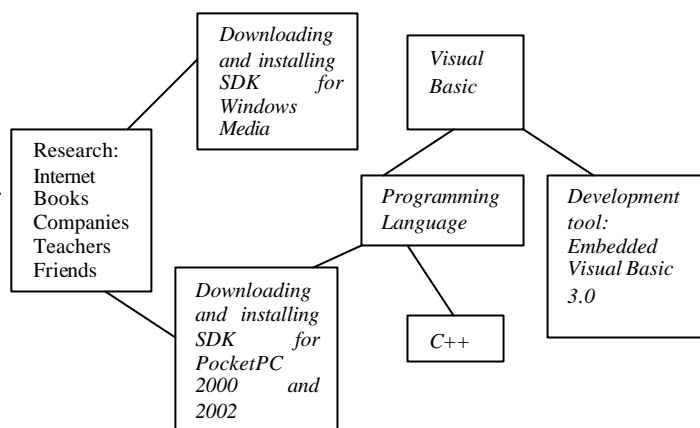 Downloading
and installing
SDK for
Windows
Media
Visual
Basic
Research:
Internet
Books
Companies
Teachers
Friends
Programming
Language
Development
tool:
Embedded
Visual Basic
3.0
Downloading
and installing
SDK for
PocketPC
2000 and
2002
C++